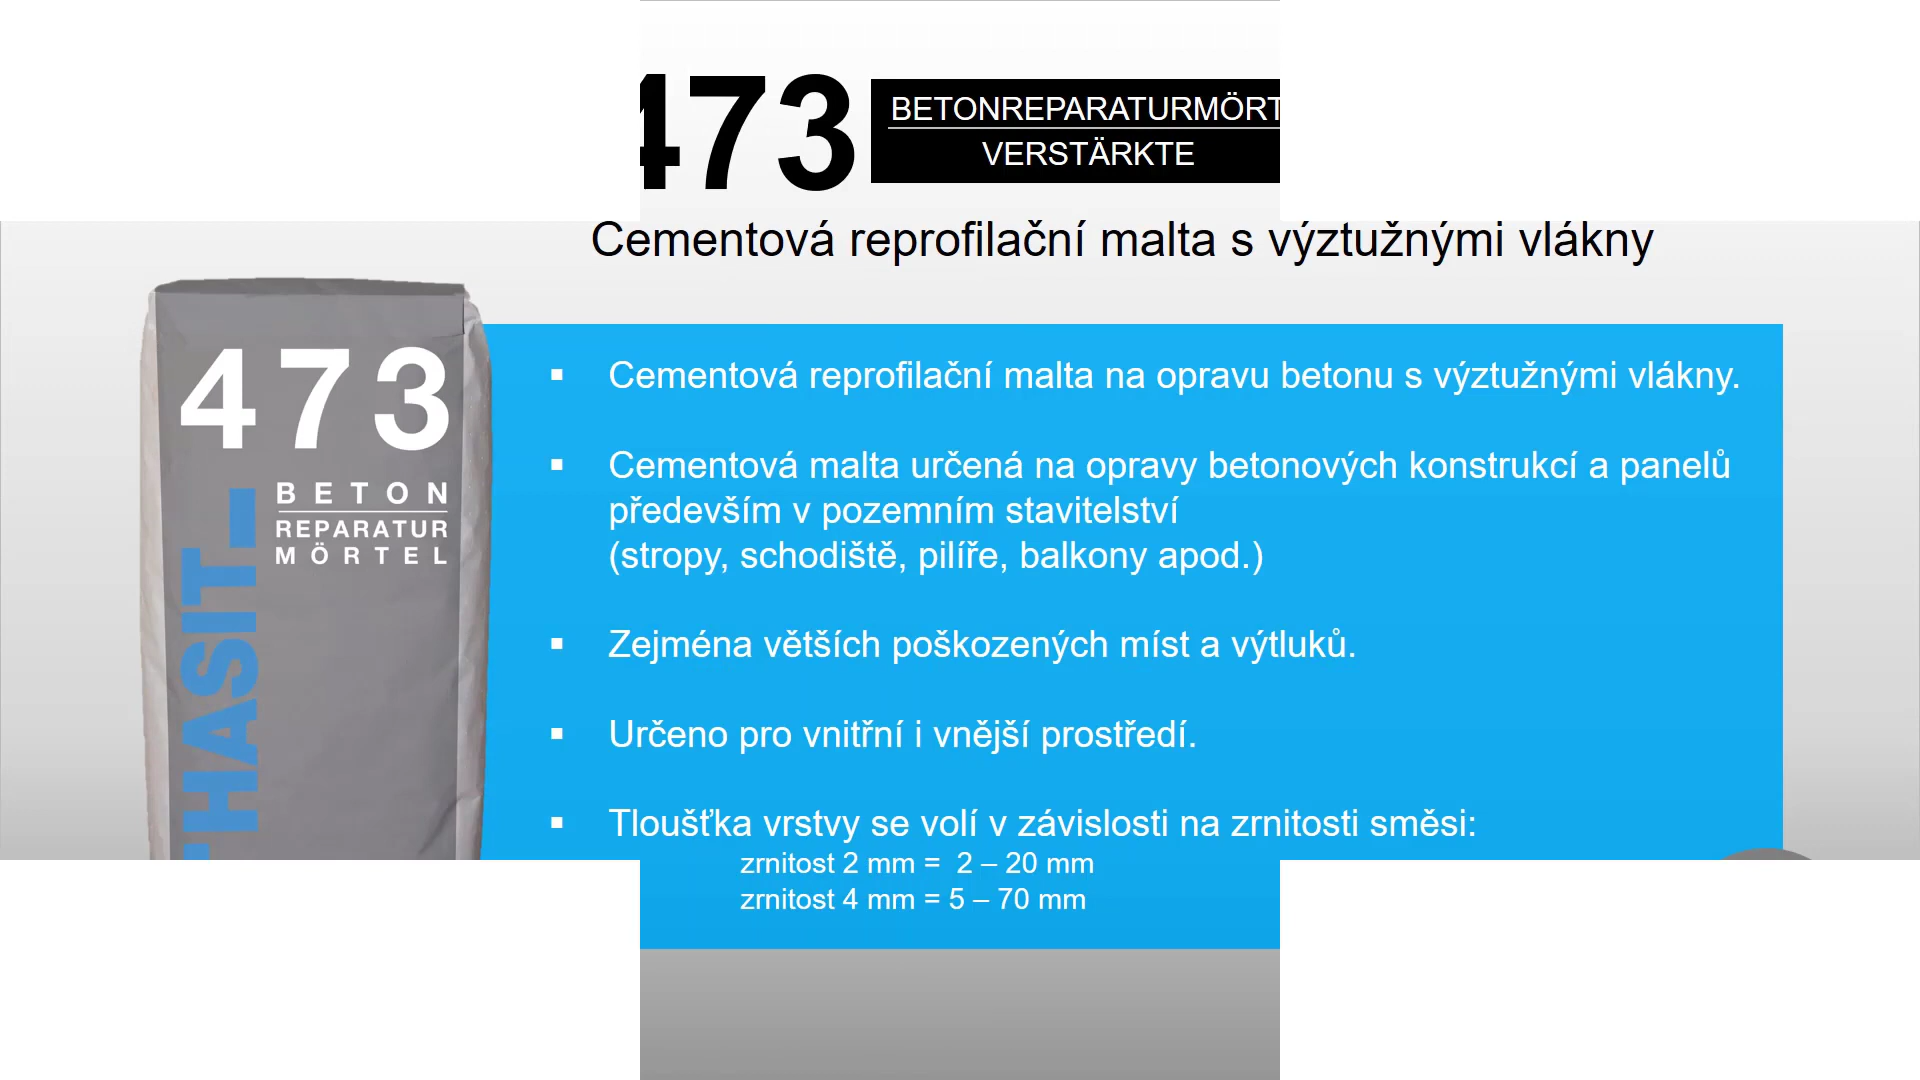 473
BETONREPARATURMÖRT
VERSTÄRKTE
Cementová reprofilační malta s výztužnými vlákny
473
BETON
REPARATUR
MÖRTEL
HASIT
▪ Cementová reprofilační malta na opravu betonu s výztužnými vlákny.
▪ Cementová malta určená na opravy betonových konstrukcí a panelů
především v pozemním stavitelství
(stropy, schodiště, pilíře, balkony apod.)
▪ Zejména větších poškozených míst a výtluků.
▪ Určeno pro vnitřní i vnější prostředí.
▪ Tloušťka vrstvy se volí v závislosti na zrnitosti směsi:
zrnitost 2 mm = 2 – 20 mm
zrnitost 4 mm = 5 – 70 mm